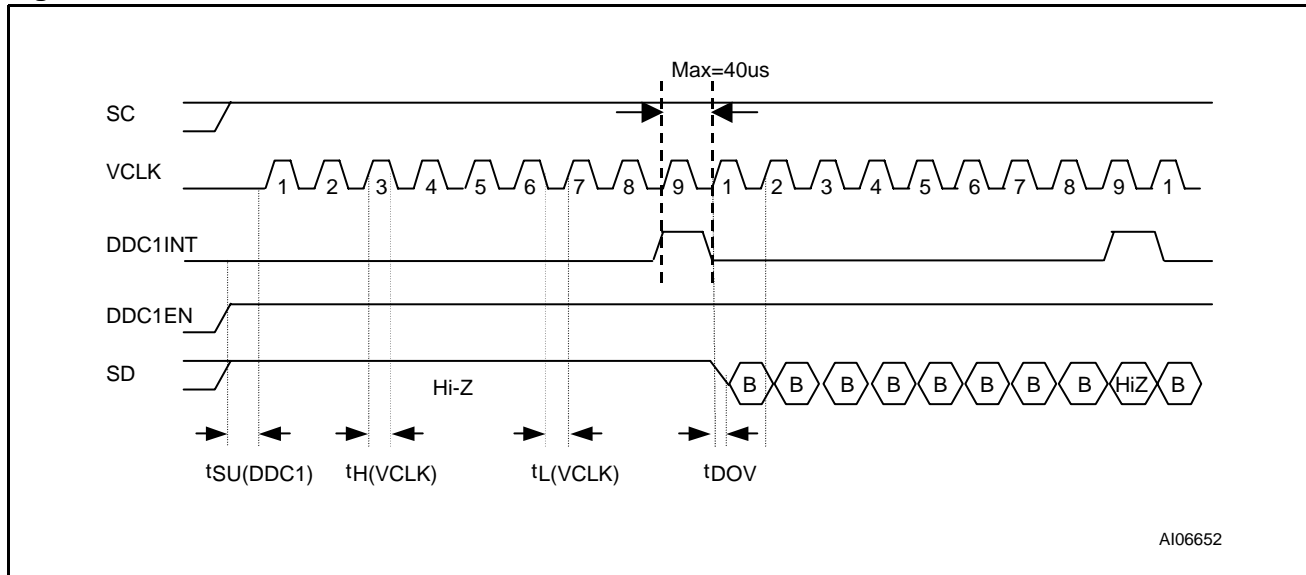 Max=40us
SC
VCLK
1 2 3 4 5 6 7 8 9 1 2 3 4 5 6 7 8 9 1
DDC1INT
DDC1EN
SD
Hi-Z
B B B B B B B B HiZ B
tSU(DDC1) tH(VCLK) tL(VCLK) tDOV
AI06652